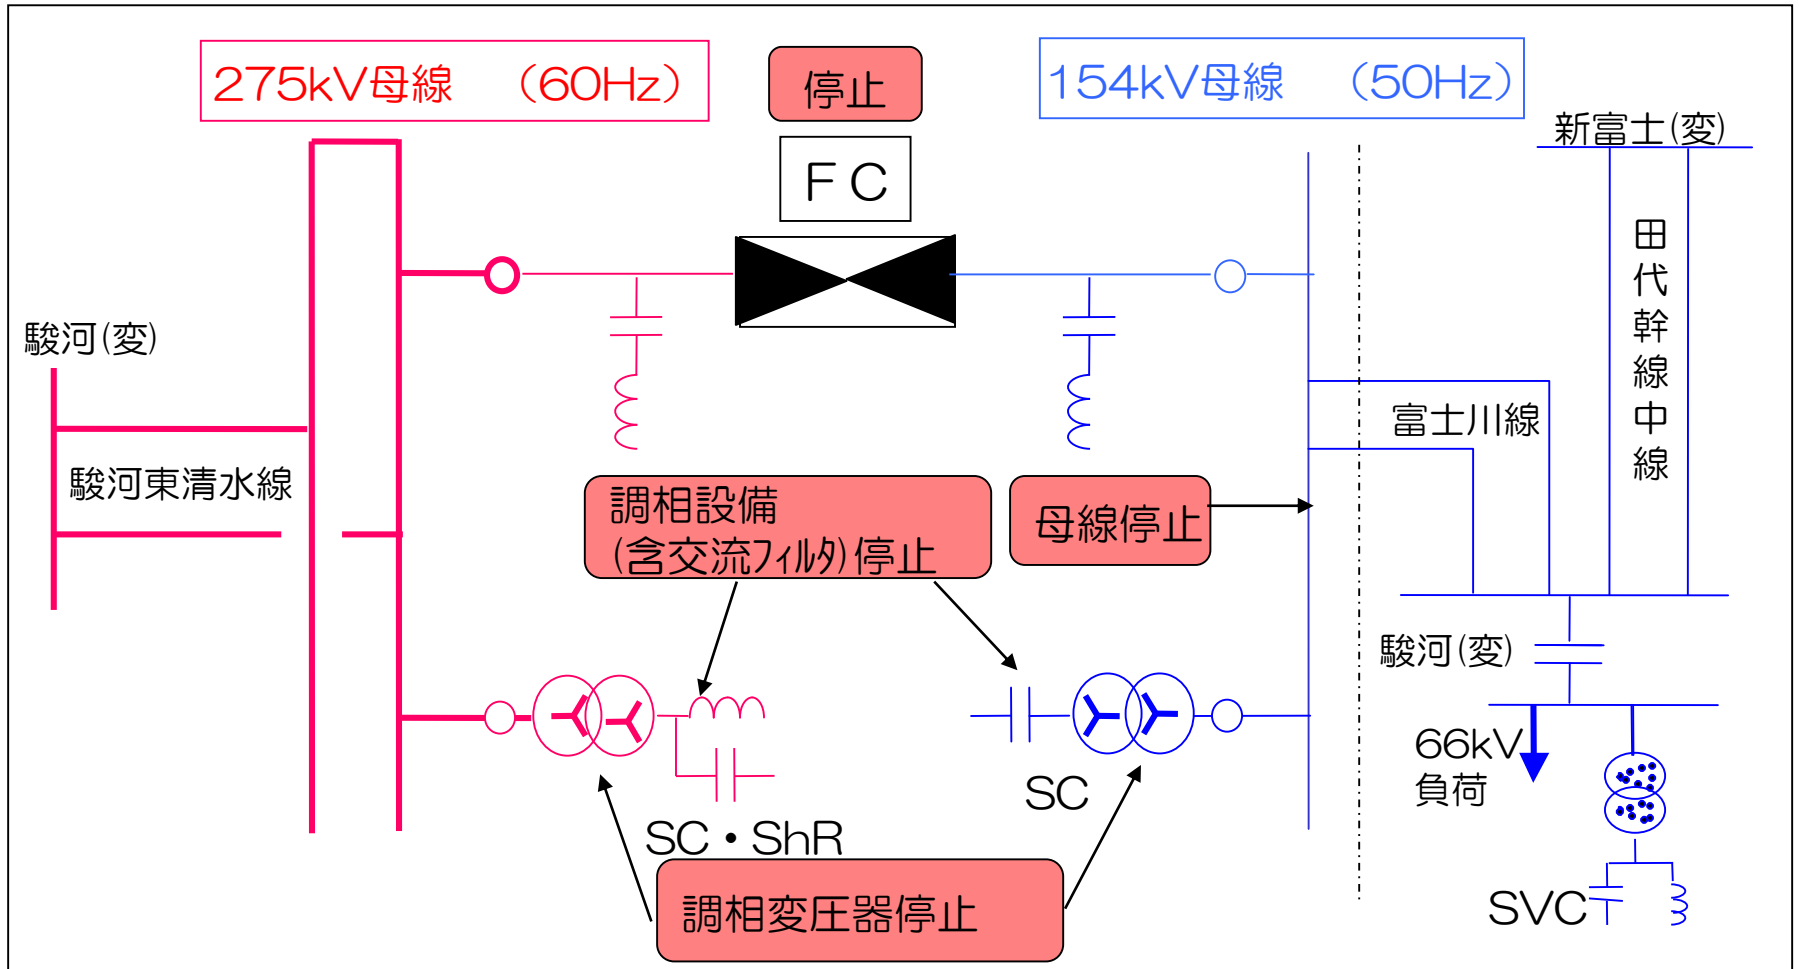 275kV母線 (60Hz)
停止
154kV母線 (50Hz)
FC
新富士(変)
田代幹線中線
駿河(変)
富士川線
駿河東清水線
調相設備
(含交流フィルタ)停止
母線停止
駿河(変)
66kV
負荷
SC
SC・ShR
調相変圧器停止
SVC